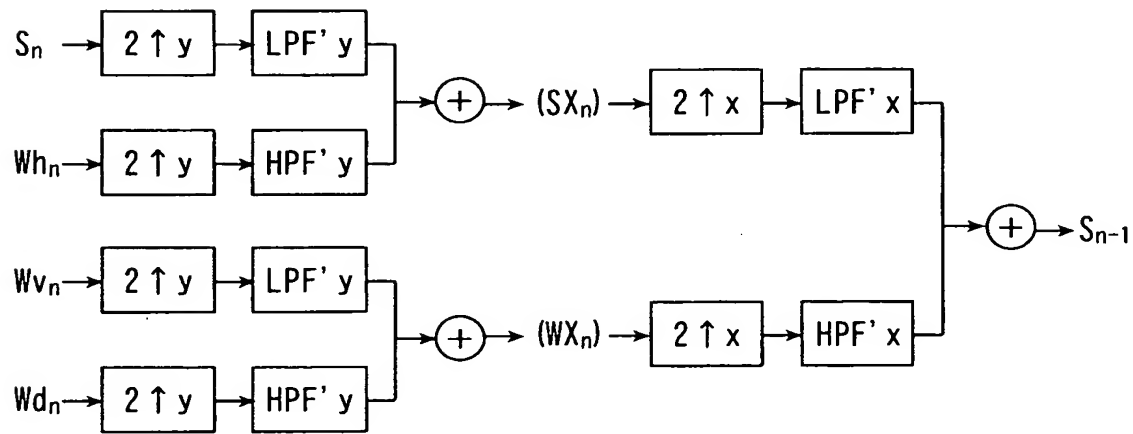 Sn → 2 ↑ y → LPF' y
Whn → 2 ↑ y → HPF' y
+ → (SXn) → 2 ↑ x → LPF' x
Wvn → 2 ↑ y → LPF' y
Wdn → 2 ↑ y → HPF' y
+ → (WXn) → 2 ↑ x → HPF' x
+ → Sn-1